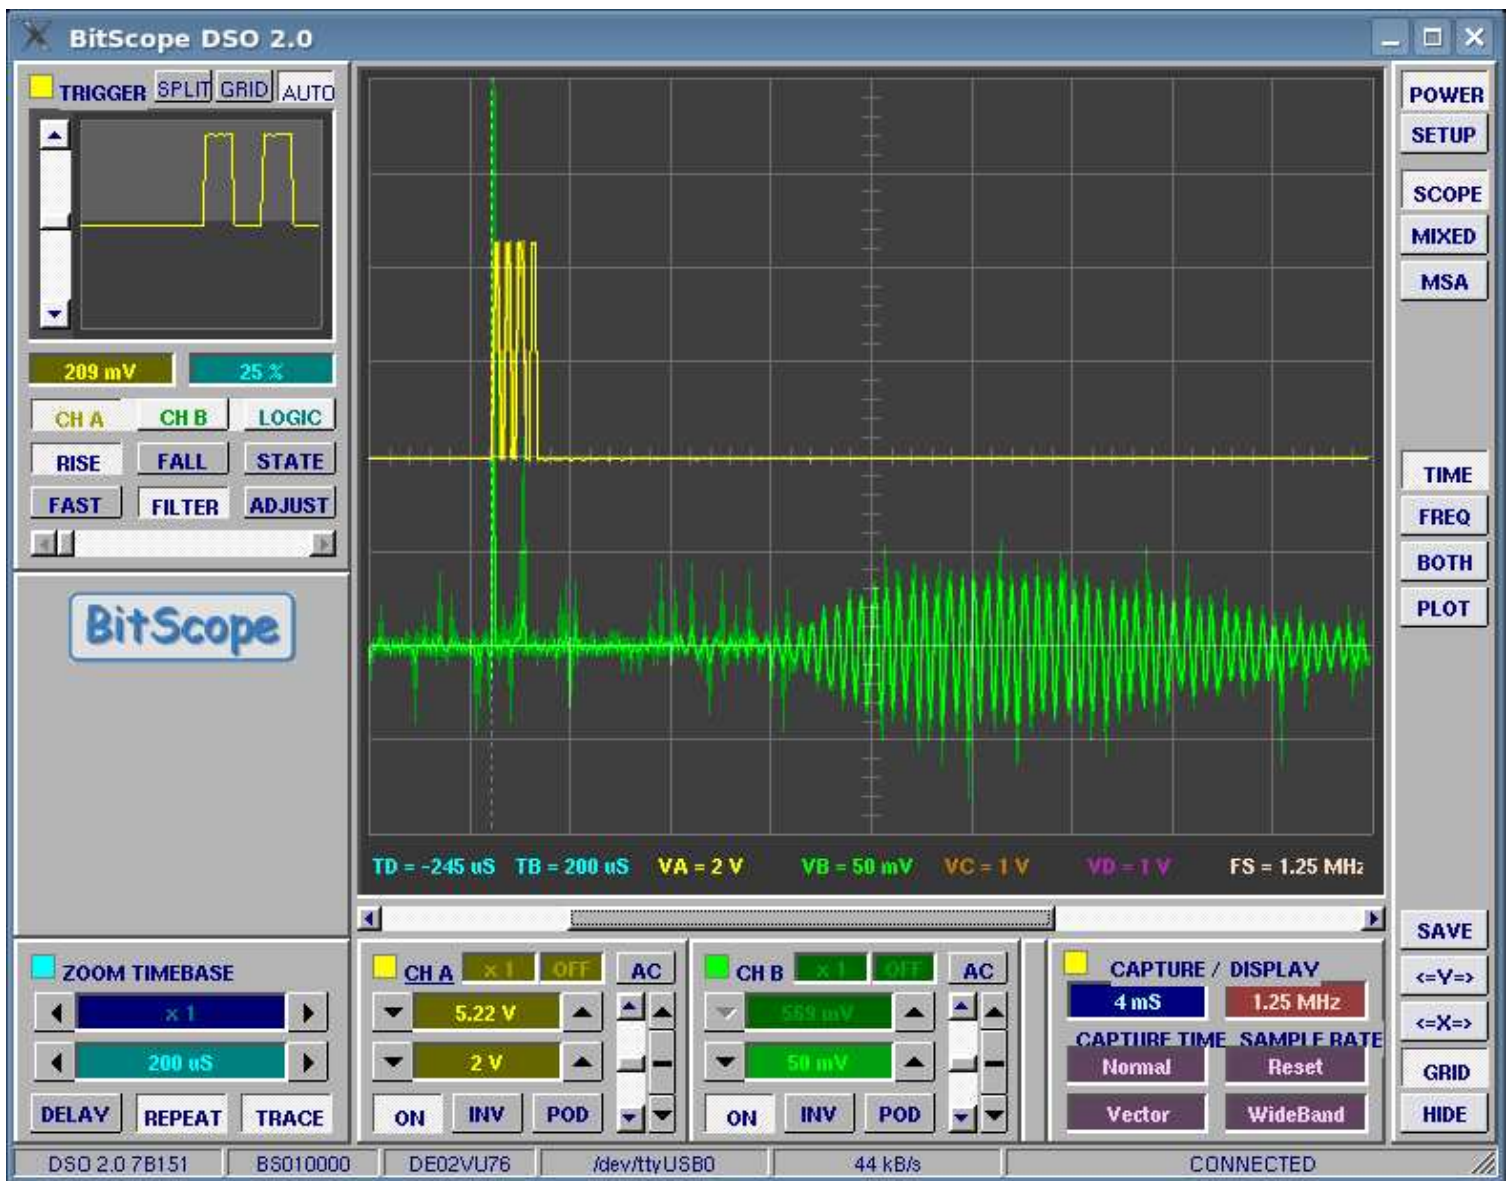 BitScope DSO 2.0
TRIGGER SPLIT GRID AUTO
209 mV 25 %
CH A CH B LOGIC
RISE FALL STATE
FAST FILTER ADJUST
BitScope
TD = -245 uS TB = 200 uS VA = 2 V VB = 50 mV VC = 1 V VD = 1 V FS = 1.25 MHz
POWER
SETUP
SCOPE
MIXED
MSA
TIME
FREQ
BOTH
PLOT
SAVE
<=Y=>
<=X=>
GRID
HIDE
ZOOM TIMEBASE
x 1
200 uS
DELAY REPEAT TRACE
CH A x 1 OFF AC
5.22 V
2 V
ON INV POD
CH B x 1 OFF AC
569 mV
50 mV
ON INV POD
CAPTURE / DISPLAY
4 mS 1.25 MHz
CAPTURE TIME SAMPLE RATE
Normal Reset
Vector WideBand
DSO 2.0 7B151 BS010000 DE02VU76 /dev/ttyUSB0 44 kB/s CONNECTED